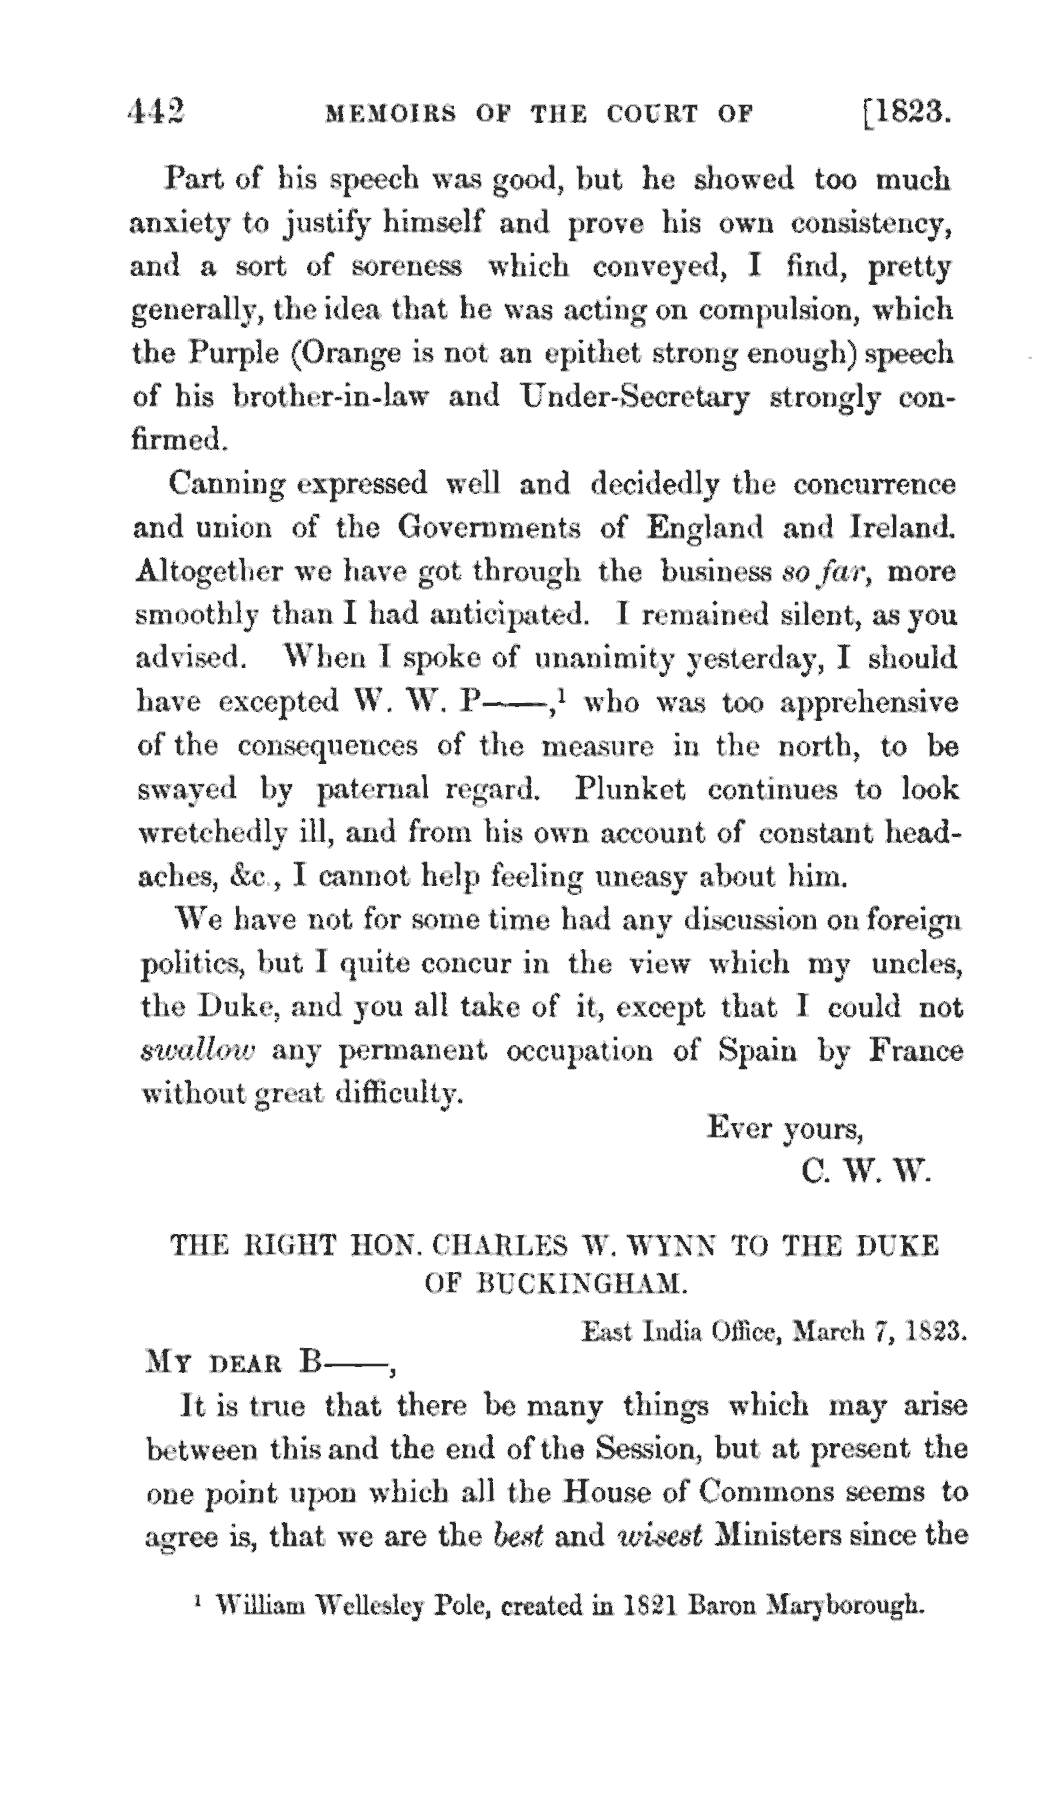 442 MEMOIRS OF THE COURT OF [1823.
Part of his speech was good, but he showed too much
anxiety to justify himself and prove his own consistency,
and a sort of soreness which conveyed, I find, pretty
generally, the idea that he was acting on compulsion, which
the Purple (Orange is not an epithet strong enough) speech
of his brother-in-law and Under-Secretary strongly con-
firmed.
Canning expressed well and decidedly the concurrence
and union of the Governments of England and Ireland.
Altogether we have got through the business so far, more
smoothly than I had anticipated. I remained silent, as you
advised. When I spoke of unanimity yesterday, I should
have excepted W. W. P——,¹ who was too apprehensive
of the consequences of the measure in the north, to be
swayed by paternal regard. Plunket continues to look
wretchedly ill, and from his own account of constant head-
aches, &c., I cannot help feeling uneasy about him.
We have not for some time had any discussion on foreign
politics, but I quite concur in the view which my uncles,
the Duke, and you all take of it, except that I could not
swallow any permanent occupation of Spain by France
without great difficulty.
Ever yours,
C. W. W.
THE RIGHT HON. CHARLES W. WYNN TO THE DUKE
OF BUCKINGHAM.
East India Office, March 7, 1823.
MY DEAR B——,
It is true that there be many things which may arise
between this and the end of the Session, but at present the
one point upon which all the House of Commons seems to
agree is, that we are the best and wisest Ministers since the
¹ William Wellesley Pole, created in 1821 Baron Maryborough.